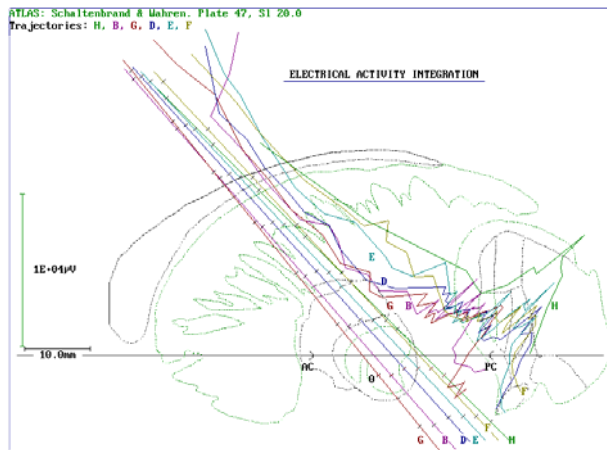 ATLAS: Schaltenbrand & Wahren. Plate 47, Sl 20.0
Trajectories: H, B, G, D, E, F
ELECTRICAL ACTIVITY INTEGRATION
E
D
1E+04µV
G B H
10.0mm
AC PC
O
F
F
G B D E H